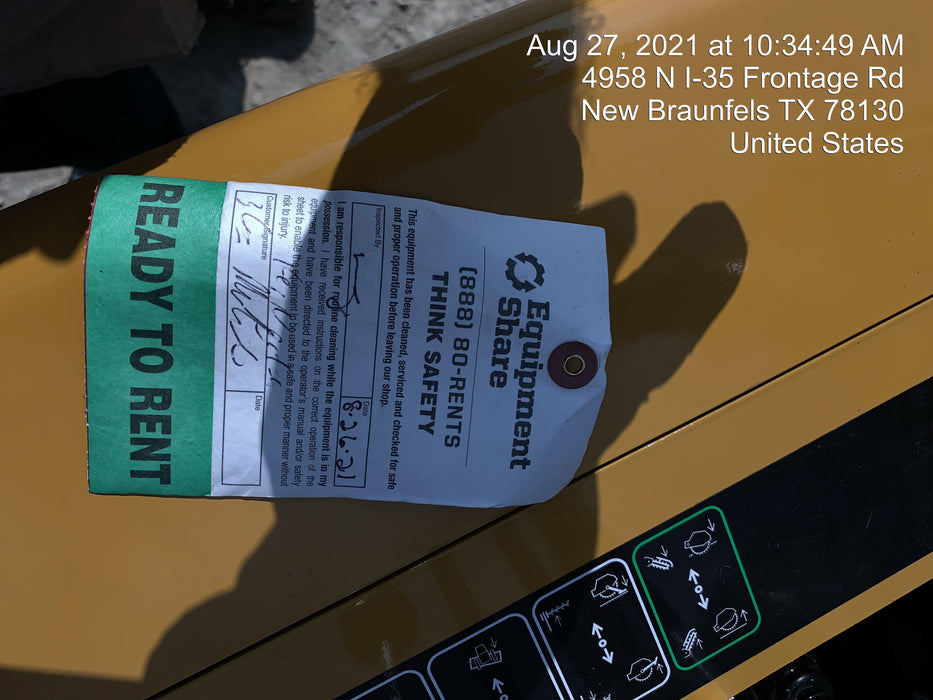 Aug 27, 2021 at 10:34:49 AM
4958 N I-35 Frontage Rd
New Braunfels TX 78130
United States
Equipment
Share
(888) 80-RENTS
THINK SAFETY
This equipment has been cleaned, serviced and checked for safe
and proper operation before leaving our shop.
Inspected By
Date
8-26-21
I am responsible for routine cleaning while the equipment is in my
possession. I have received instructions on the correct operation of the
equipment and have been directed to the operator's manual and/or safety
sheet to enable the equipment to be used in a safe and proper manner without
risk to injury.
Customer Signature
Date
READY TO RENT